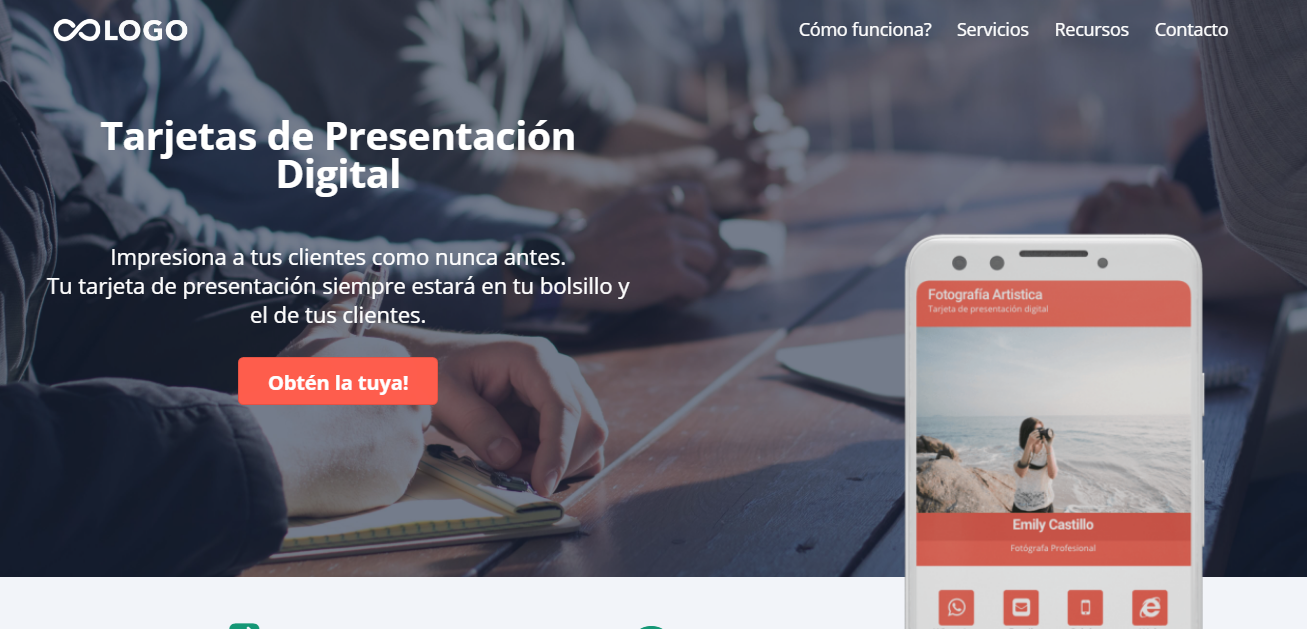 LOGO
Cómo funciona?
Servicios
Recursos
Contacto
Tarjetas de Presentación
Digital
Impresiona a tus clientes como nunca antes.
Tu tarjeta de presentación siempre estará en tu bolsillo y
el de tus clientes.
Obtén la tuya!
Fotografía Artistica
Tarjeta de presentación digital
Emily Castillo
Fotógrafa Profesional